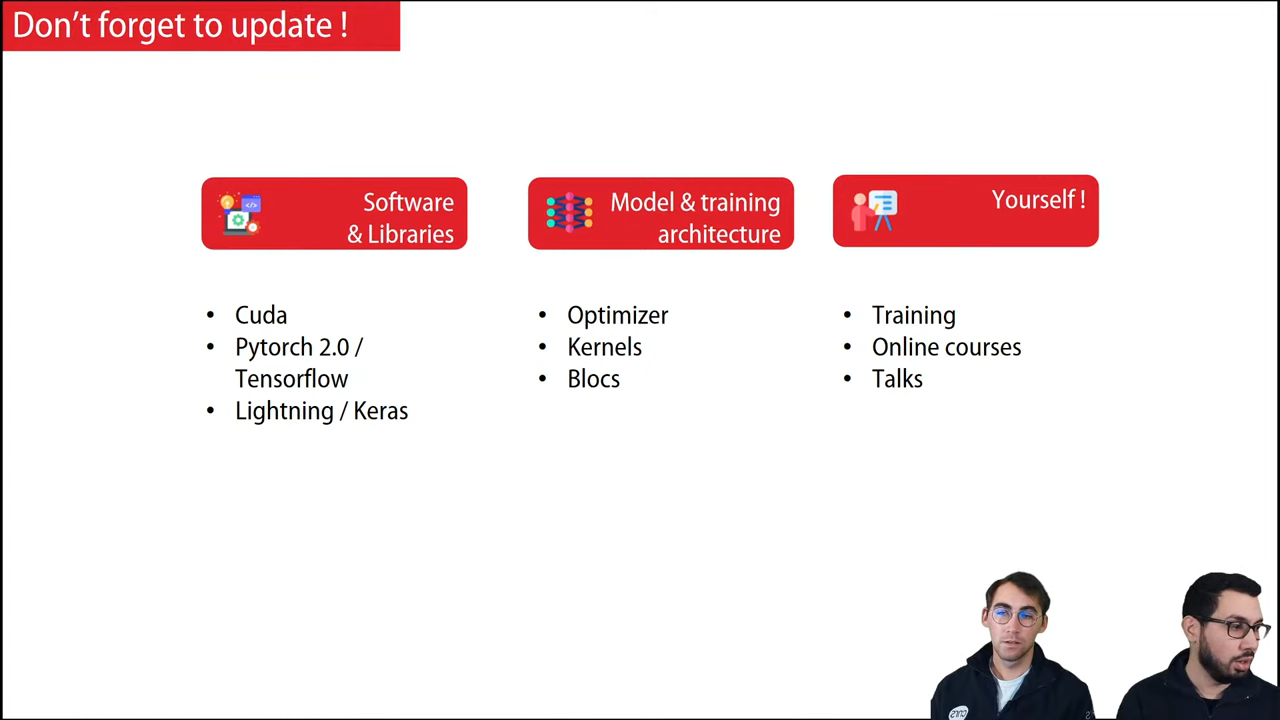 Don't forget to update !
Software
& Libraries
Cuda
Pytorch 2.0 /
Tensorflow
Lightning / Keras
Model & training
architecture
Optimizer
Kernels
Blocs
Yourself !
Training
Online courses
Talks